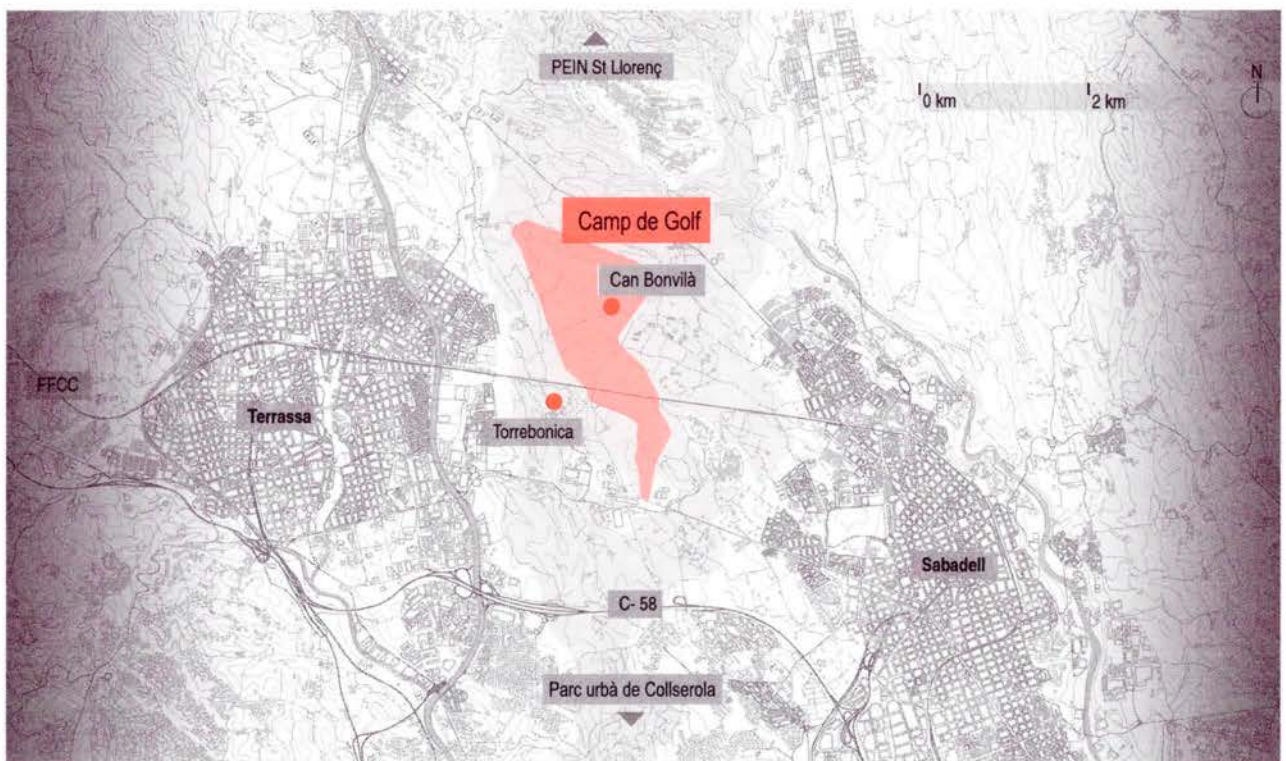 PEIN St Llorenç
0 km
2 km
N
Camp de Golf
Can Bonvilà
FFCC
Terrassa
Torrebonica
Sabadell
C- 58
Parc urbà de Collserola